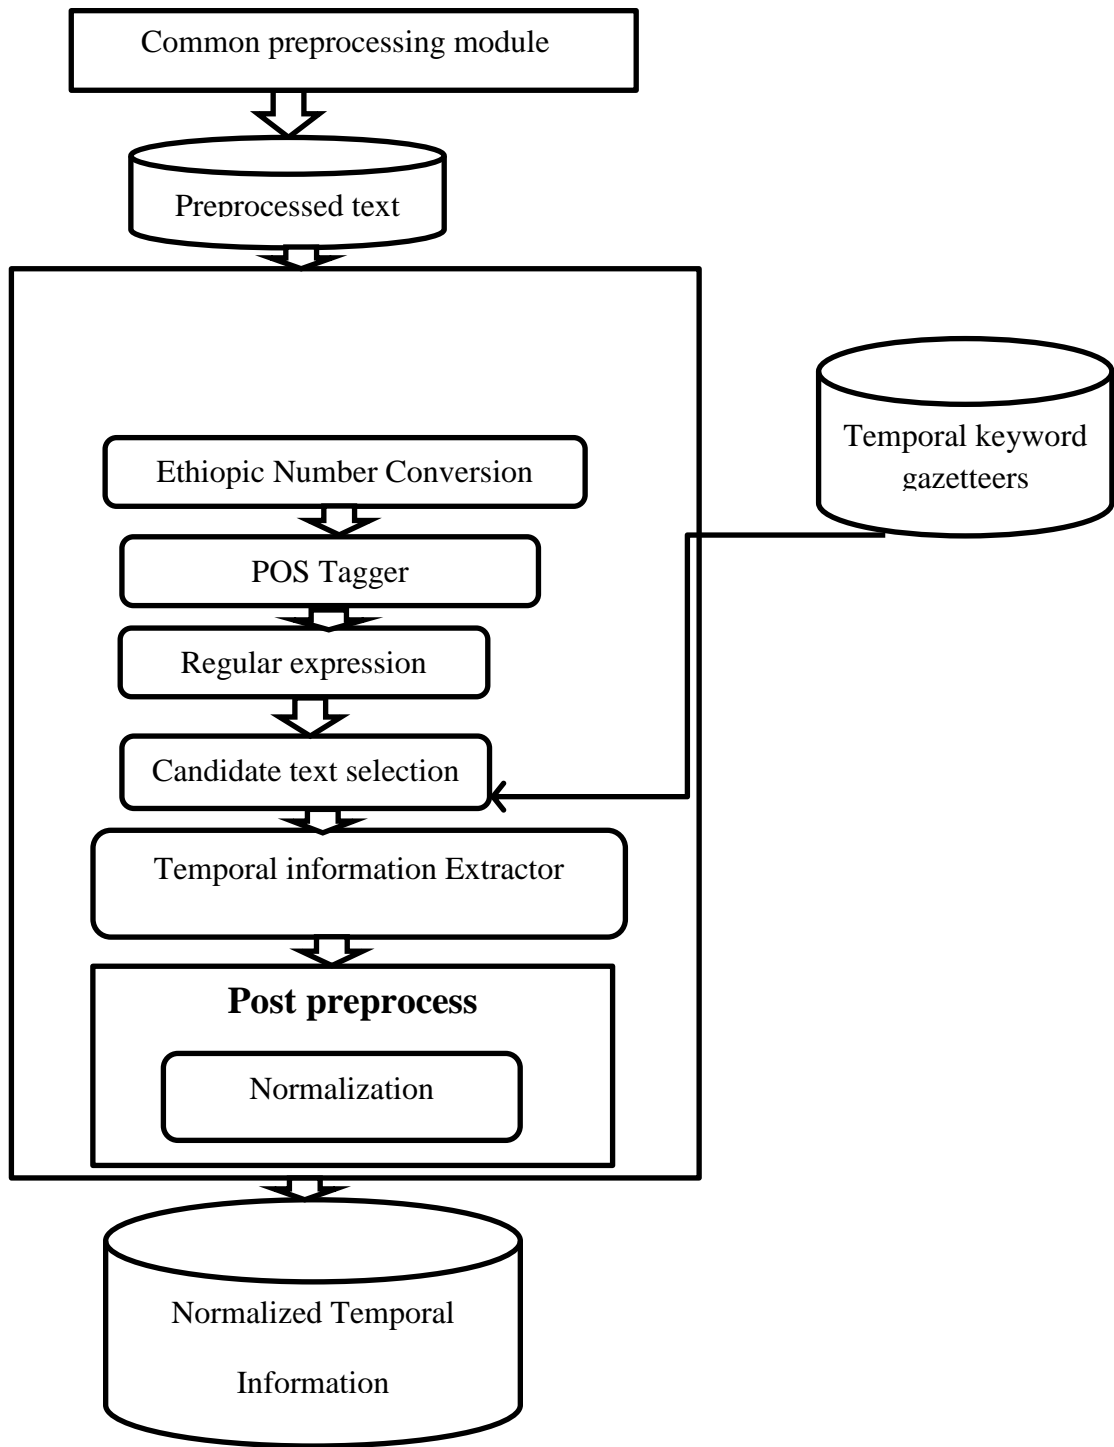 Common preprocessing module
Preprocessed text
Ethiopic Number Conversion
Temporal keyword
gazetteers
POS Tagger
Regular expression
Candidate text selection
Temporal information Extractor
Post preprocess
Normalization
Normalized Temporal
Information